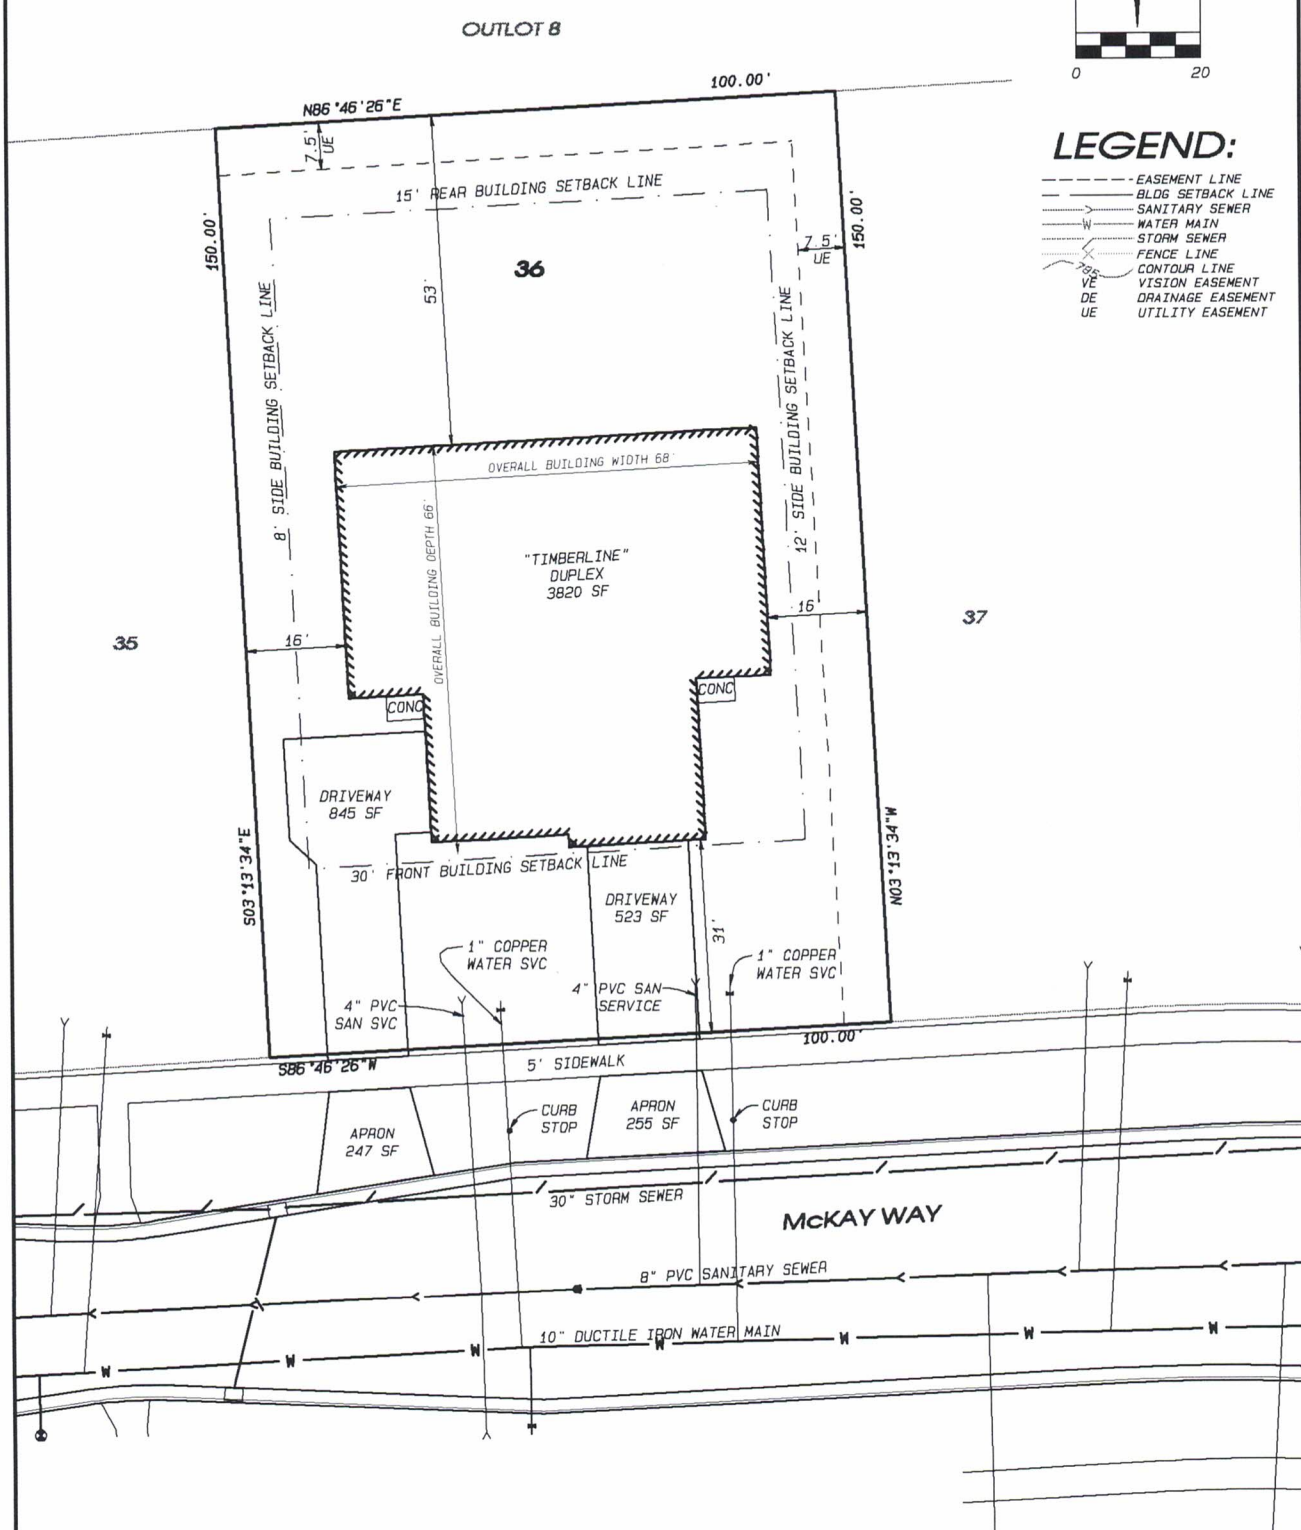 OUTLOT 8
0 20
100.00'
N86°46'26"E
7.5'
UE
LEGEND:
EASEMENT LINE
BLDG SETBACK LINE
SANITARY SEWER
W WATER MAIN
STORM SEWER
FENCE LINE
785 CONTOUR LINE
VE VISION EASEMENT
DE DRAINAGE EASEMENT
UE UTILITY EASEMENT
15' REAR BUILDING SETBACK LINE
150.00'
150.00'
7.5'
UE
36
53'
8' SIDE BUILDING SETBACK LINE
12' SIDE BUILDING SETBACK LINE
OVERALL BUILDING WIDTH 68'
OVERALL BUILDING DEPTH 66'
"TIMBERLINE"
DUPLEX
3820 SF
35
37
16'
16'
CONC
CONC
DRIVEWAY
845 SF
S03°13'34"E
N03°13'34"W
30' FRONT BUILDING SETBACK LINE
DRIVEWAY
523 SF
31'
1" COPPER
WATER SVC
1" COPPER
WATER SVC
4" PVC
SAN SVC
4" PVC SAN
SERVICE
100.00'
S86°46'26"W
5' SIDEWALK
APRON
247 SF
CURB
STOP
APRON
255 SF
CURB
STOP
30" STORM SEWER
McKAY WAY
8" PVC SANITARY SEWER
10" DUCTILE IRON WATER MAIN
W W W W W W W